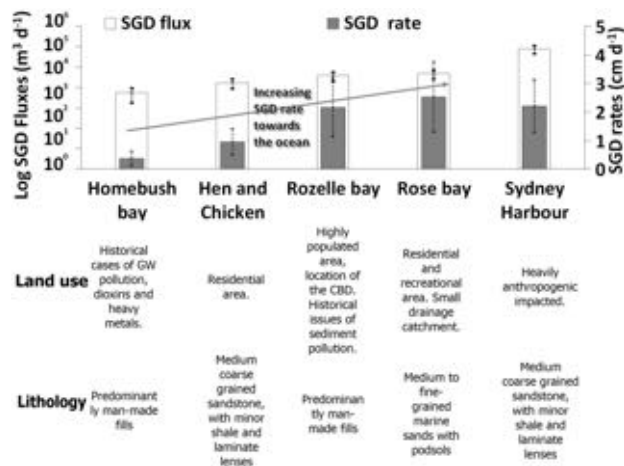 SGD flux
SGD rate
Log SGD Fluxes (m³ d⁻¹)
10⁶
10⁵
10⁴
10³
10²
10¹
10⁰
Increasing
SGD rate
towards
the ocean
5
4
3
2
1
0
SGD rates (cm d⁻¹)
Homebush
bay
Hen and
Chicken
Rozelle bay
Rose bay
Sydney
Harbour
Land use
Historical
cases of GW
pollution,
dioxins and
heavy
metals.
Residential
area.
Highly
populated
area,
location of
the CBD.
Historical
issues of
sediment
pollution.
Residential
and
recreational
area. Small
drainage
catchment.
Heavily
anthropogenic
impacted.
Lithology
Predominant
ly man-made
fills
Medium
coarse
grained
sandstone,
with minor
shale and
laminate
lenses
Predominan
tly man-
made fills
Medium to
fine-
grained
marine
sands with
podsols
Medium
coarse grained
sandstone,
with minor
shale and
laminate
lenses